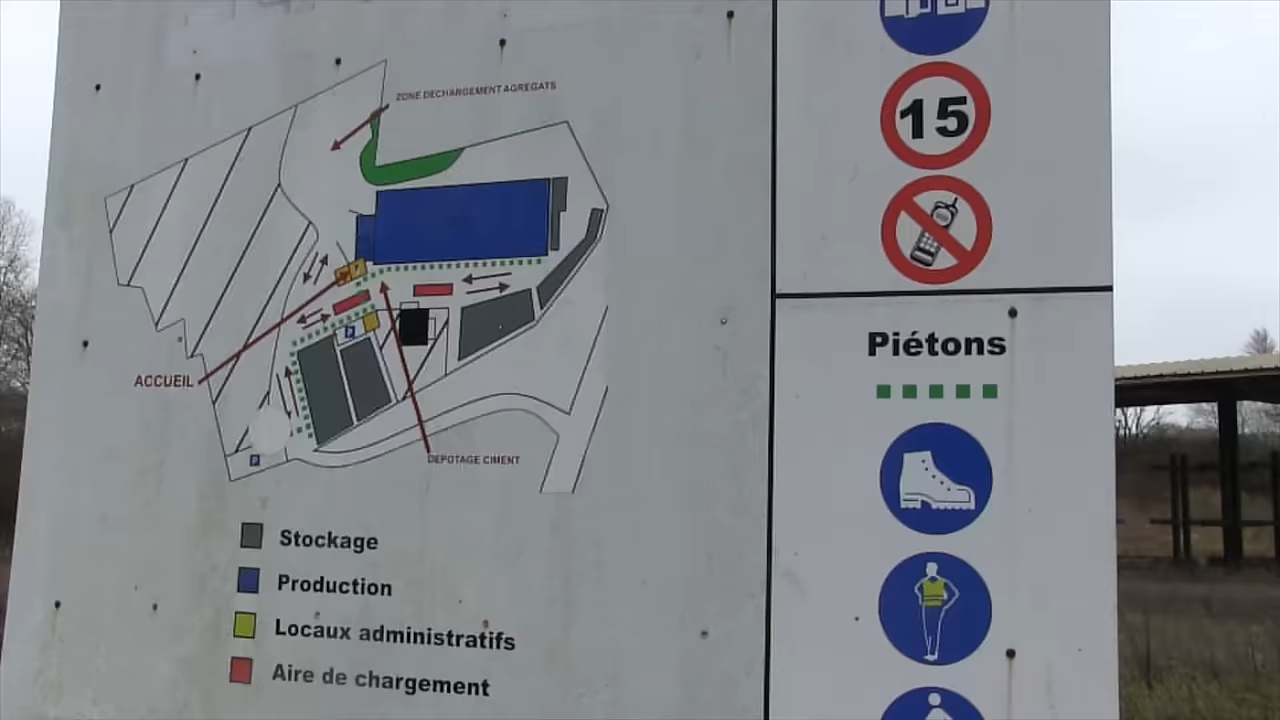 ZONE DECHARGEMENT AGREGATS
15
Piétons
ACCUEIL
P
P
DEPOTAGE CIMENT
Stockage
Production
Locaux administratifs
Aire de chargement